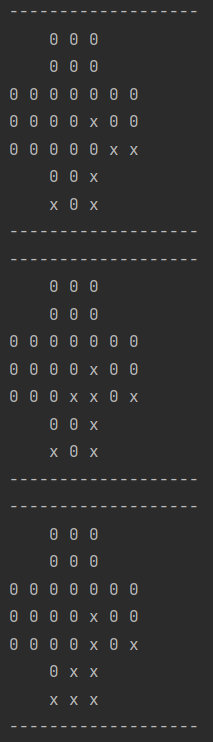 -------------------
    0 0 0
    0 0 0
0 0 0 0 0 0 0
0 0 0 0 x 0 0
0 0 0 0 0 x x
    0 0 x
    x 0 x
-------------------
-------------------
    0 0 0
    0 0 0
0 0 0 0 0 0 0
0 0 0 0 x 0 0
0 0 0 x x 0 x
    0 0 x
    x 0 x
-------------------
-------------------
    0 0 0
    0 0 0
0 0 0 0 0 0 0
0 0 0 0 x 0 0
0 0 0 0 x 0 x
    0 x x
    x x x
-------------------